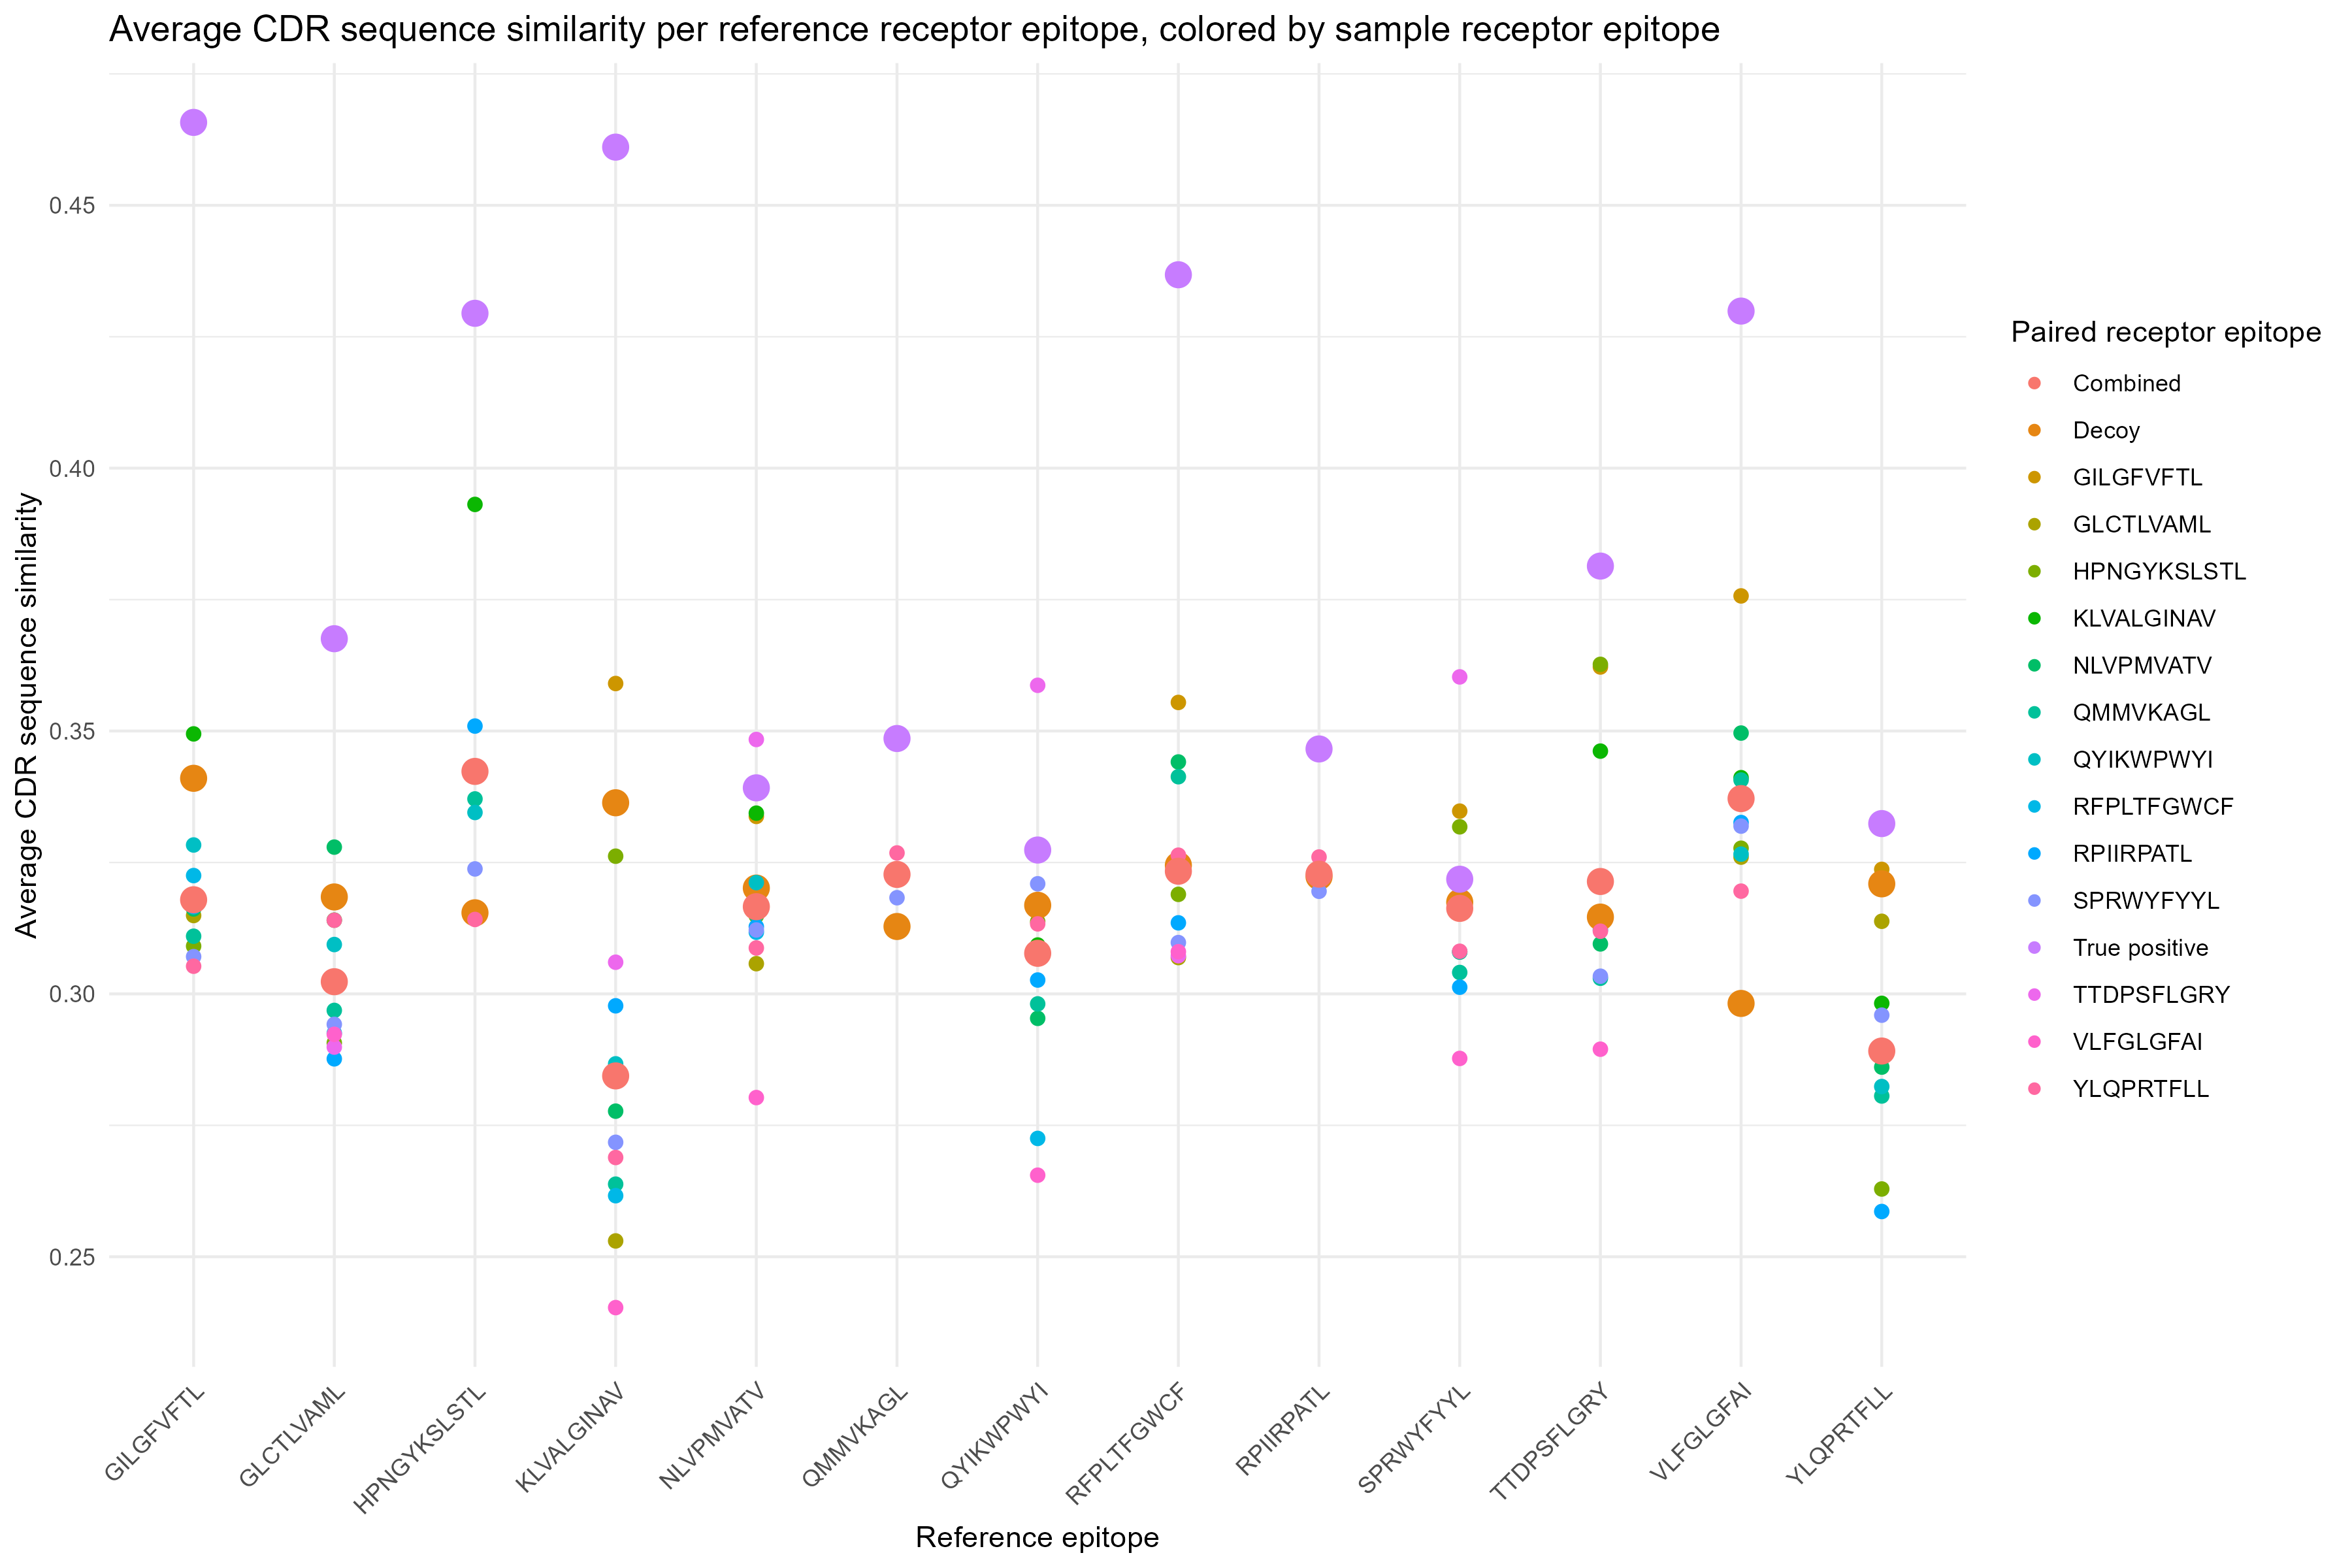 Average CDR sequence similarity per reference receptor epitope, colored by sample receptor epitope
Average CDR sequence similarity
0.45
0.40
0.35
0.30
0.25
GILGFVFTL
GLCTLVAML
HPNGYKSLSTL
KLVALGINAV
NLVPMVATV
QMMVKAGL
QYIKWPWYI
RFPLTFGWCF
RPIIRPATL
SPRWYFYYL
TTDPSFLGRY
VLFGLGFAI
YLQPRTFLL
Reference epitope
Paired receptor epitope
Combined
Decoy
GILGFVFTL
GLCTLVAML
HPNGYKSLSTL
KLVALGINAV
NLVPMVATV
QMMVKAGL
QYIKWPWYI
RFPLTFGWCF
RPIIRPATL
SPRWYFYYL
True positive
TTDPSFLGRY
VLFGLGFAI
YLQPRTFLL